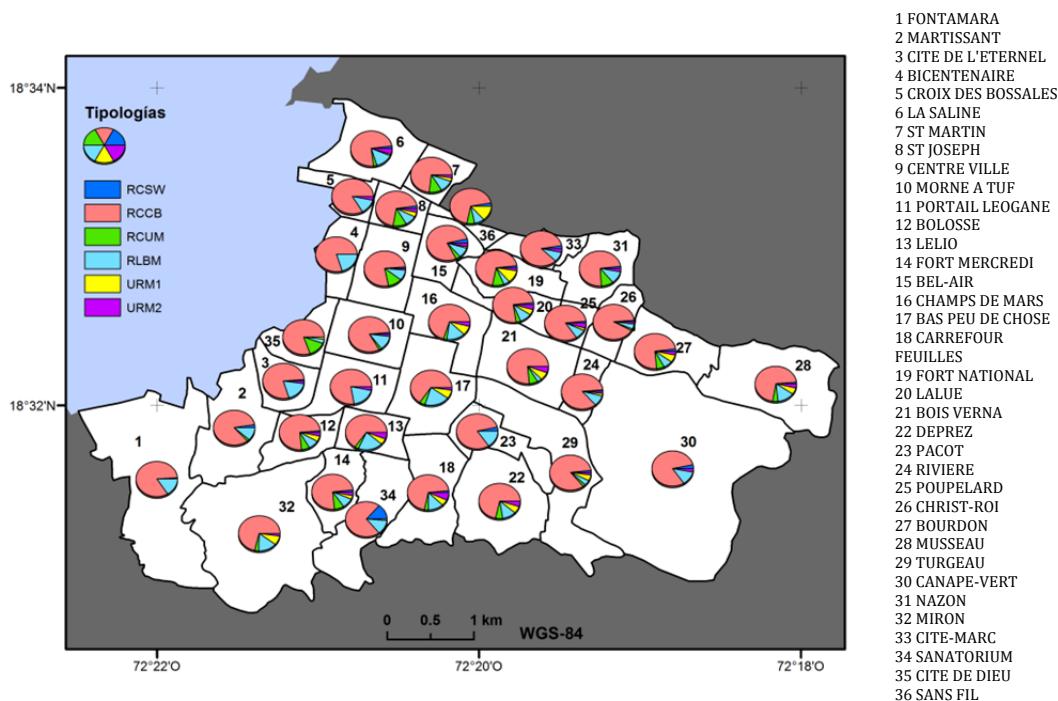 18°34'N
18°32'N
72°22'O
72°20'O
72°18'O
Tipologías
RCSW
RCCB
RCUM
RLBM
URM1
URM2
6
7
5
8
36
4
9
33
31
15
19
26
16
20
25
10
21
35
27
3
24
28
2
11
17
1
12
13
23
29
30
14
18
22
34
32
0 0.5 1 km
WGS-84
1 FONTAMARA
2 MARTISSANT
3 CITE DE L'ETERNEL
4 BICENTENAIRE
5 CROIX DES BOSSALES
6 LA SALINE
7 ST MARTIN
8 ST JOSEPH
9 CENTRE VILLE
10 MORNE A TUF
11 PORTAIL LEOGANE
12 BOLOSSE
13 LELIO
14 FORT MERCREDI
15 BEL-AIR
16 CHAMPS DE MARS
17 BAS PEU DE CHOSE
18 CARREFOUR
FEUILLES
19 FORT NATIONAL
20 LALUE
21 BOIS VERNA
22 DEPREZ
23 PACOT
24 RIVIERE
25 POUPELARD
26 CHRIST-ROI
27 BOURDON
28 MUSSEAU
29 TURGEAU
30 CANAPE-VERT
31 NAZON
32 MIRON
33 CITE-MARC
34 SANATORIUM
35 CITE DE DIEU
36 SANS FIL